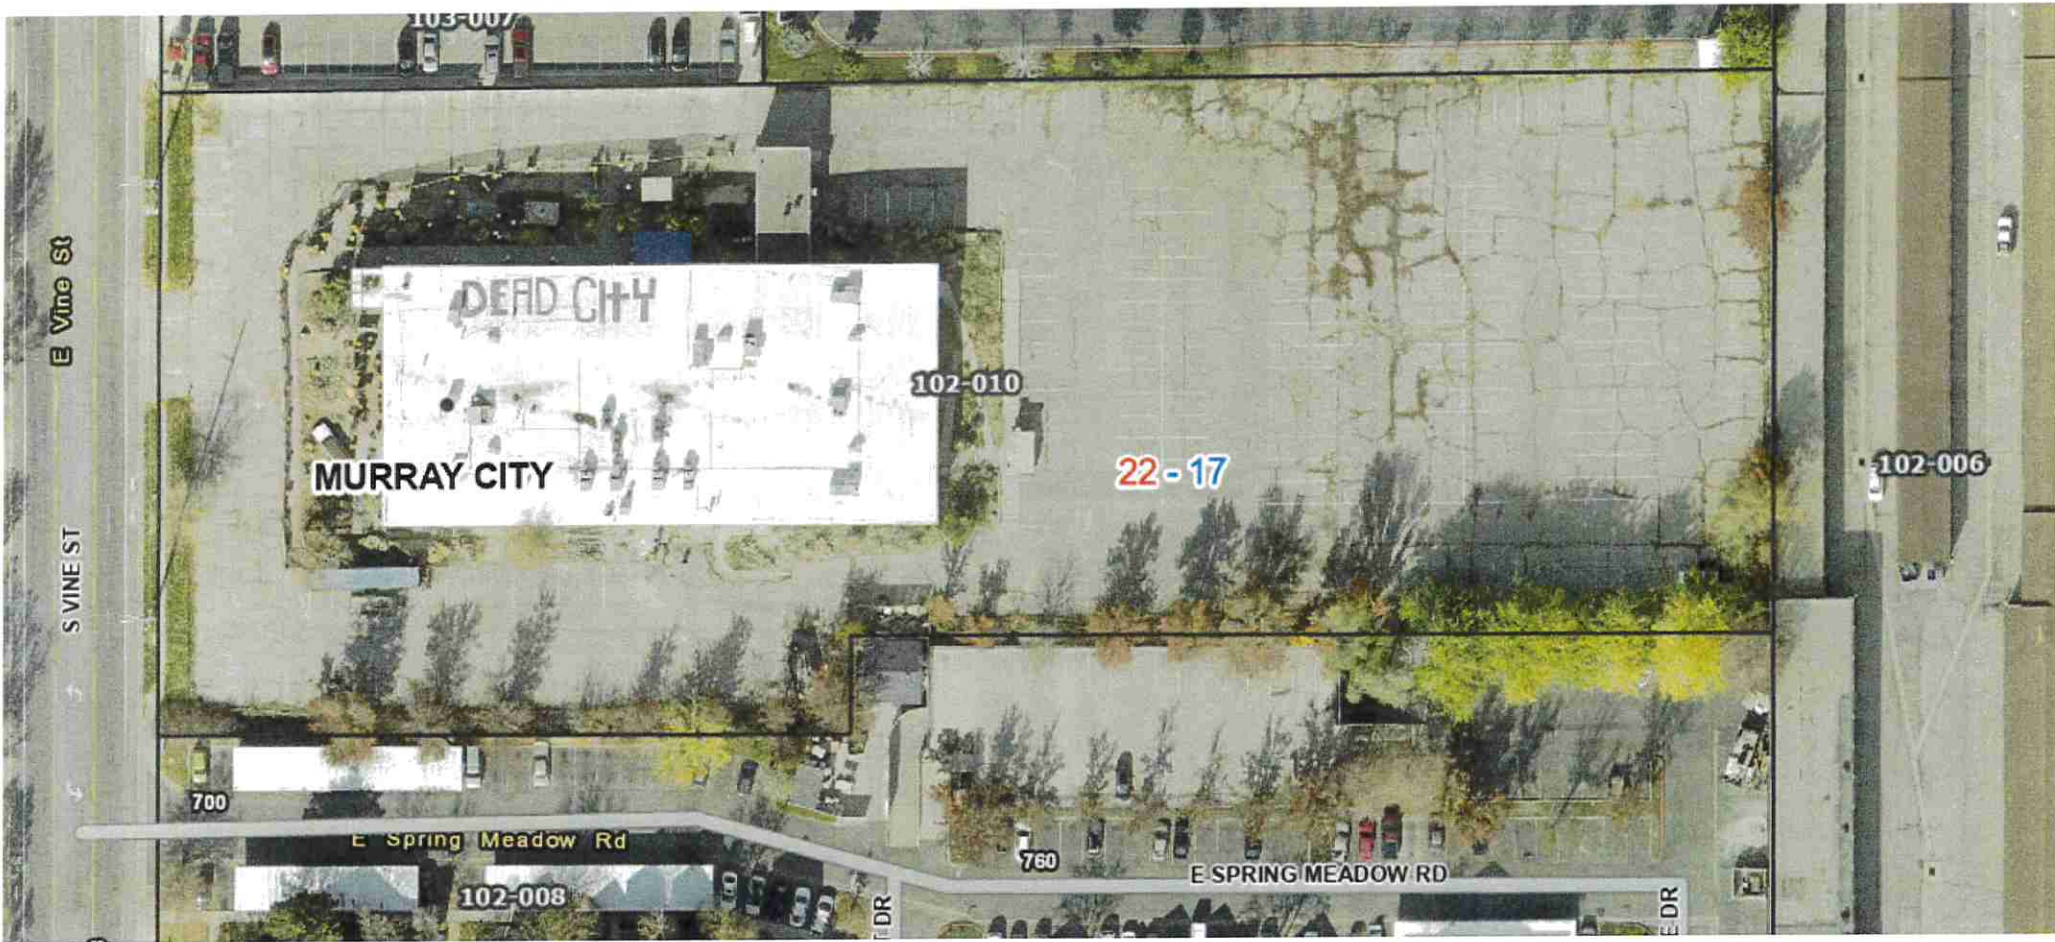 103-007
E Vine St
DEAD CITY
102-010
MURRAY CITY
22 - 17
102-006
S VINE ST
700
E Spring Meadow Rd
760
E SPRING MEADOW RD
102-008
T DR
E DR